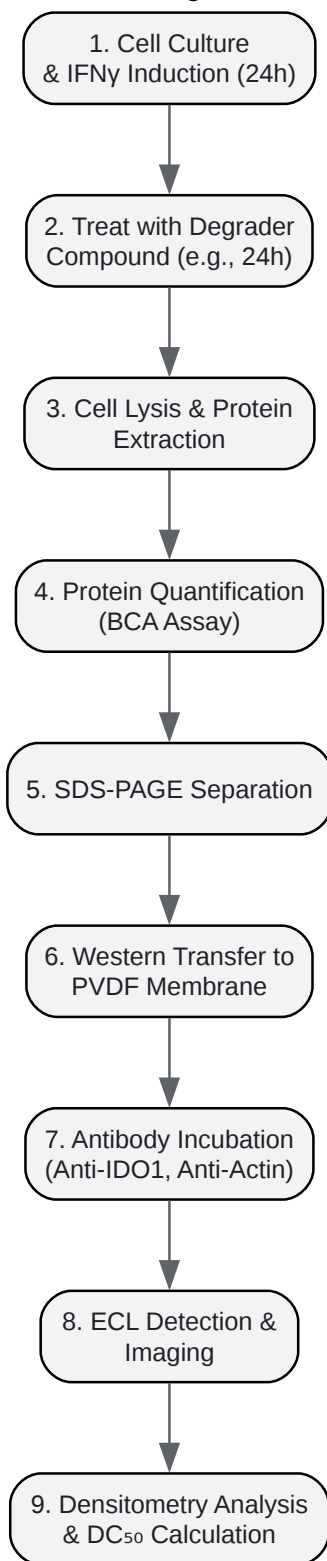 1. Cell Culture
& IFNγ Induction (24h)
2. Treat with Degrader
Compound (e.g., 24h)
3. Cell Lysis & Protein
Extraction
4. Protein Quantification
(BCA Assay)
5. SDS-PAGE Separation
6. Western Transfer to
PVDF Membrane
7. Antibody Incubation
(Anti-IDO1, Anti-Actin)
8. ECL Detection &
Imaging
9. Densitometry Analysis
& DC₅₀ Calculation